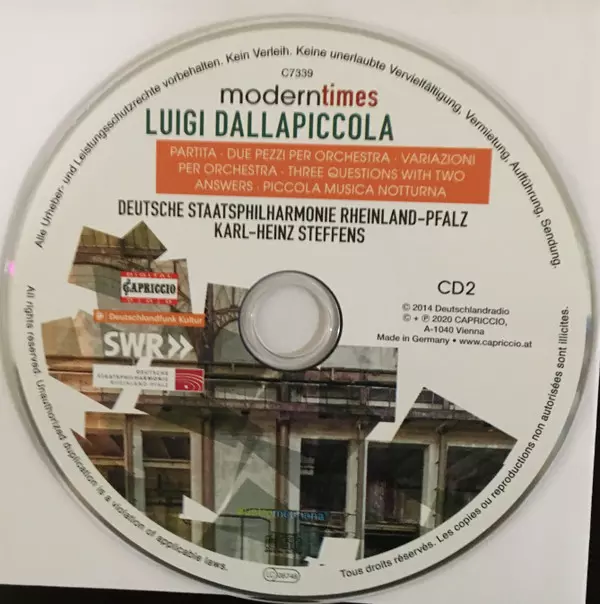 Alle Urheber- und Leistungsschutzrechte vorbehalten. Kein Verleih. Keine unerlaubte Vervielfältigung, Vermietung, Aufführung, Sendung.
C7339
moderntimes
LUIGI DALLAPICCOLA
PARTITA · DUE PEZZI PER ORCHESTRA · VARIAZIONI
PER ORCHESTRA · THREE QUESTIONS WITH TWO
ANSWERS · PICCOLA MUSICA NOTTURNA
DEUTSCHE STAATSPHILHARMONIE RHEINLAND-PFALZ
KARL-HEINZ STEFFENS
DIGITAL
CAPRICCIO
Deutschlandfunk Kultur
SWR»
DEUTSCHE
STAATSPHILHARMONIE
RHEINLAND-PFALZ
CD2
© 2014 Deutschlandradio
© + ℗ 2020 CAPRICCIO,
A-1040 Vienna
Made in Germany • www.capriccio.at
All rights reserved. Unauthorized duplication is a violation of applicable laws.
Tous droits réservés. Les copies ou reproductions non autorisées sont illicites.
LC 08748